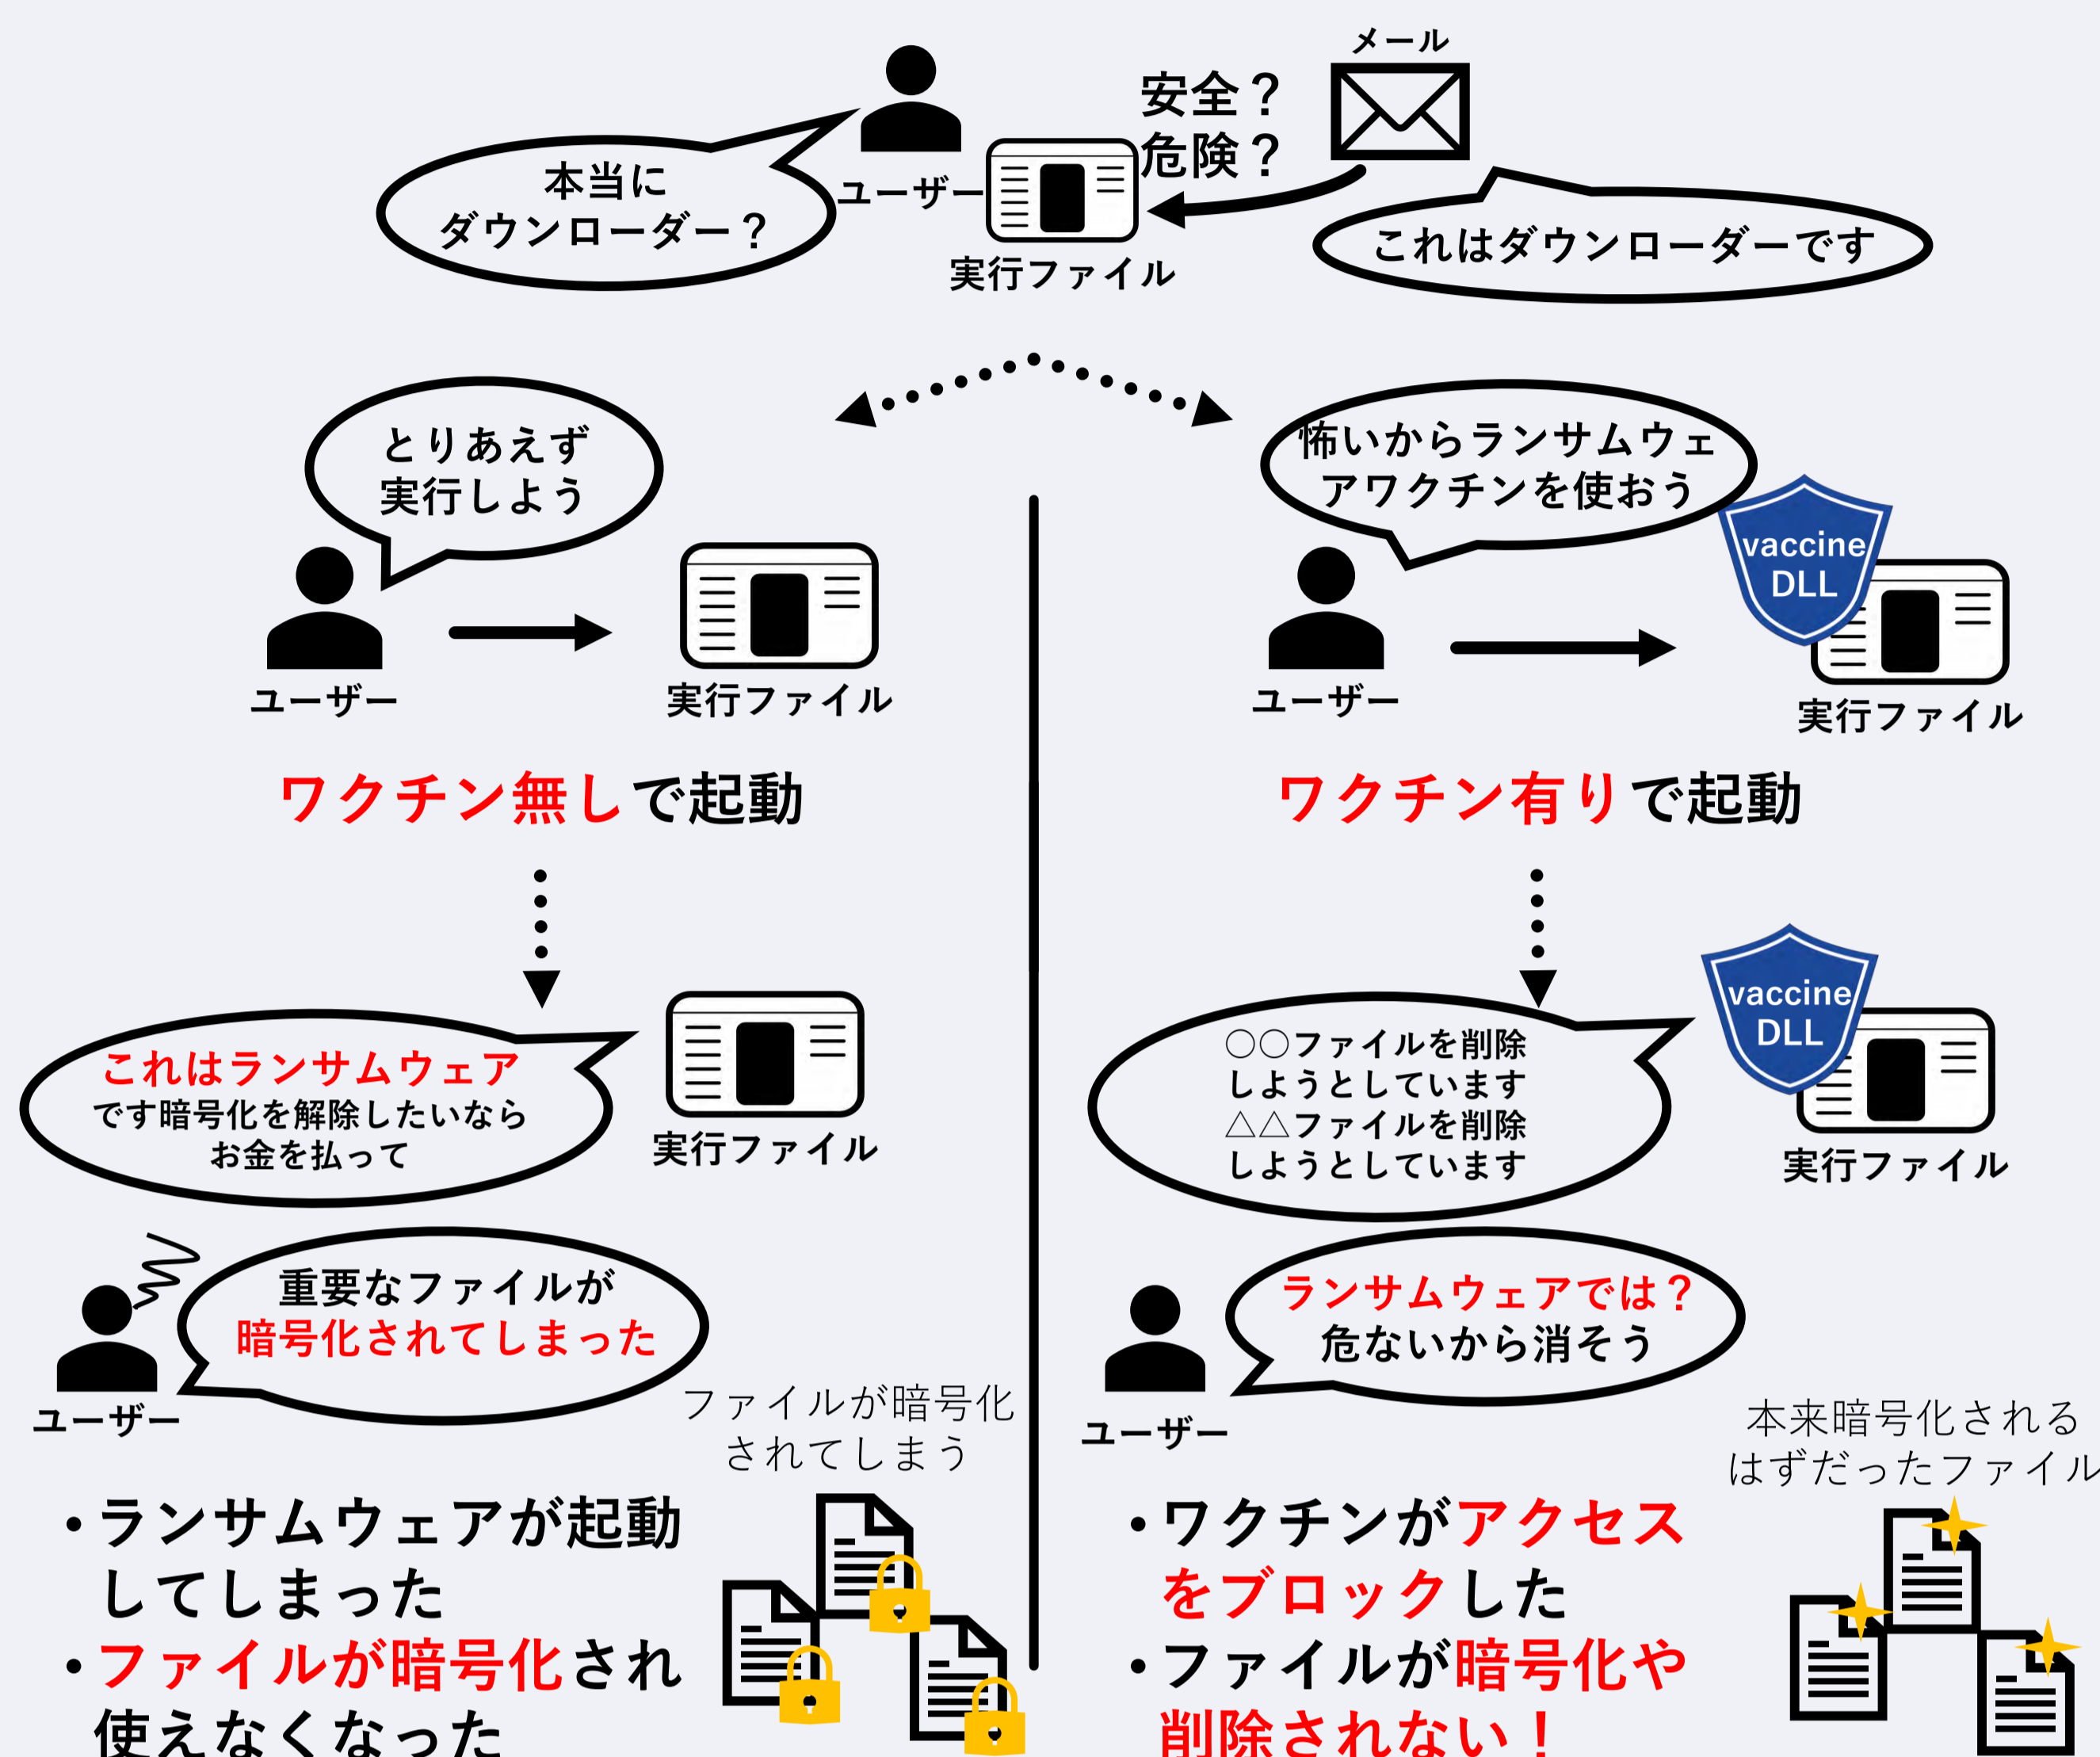 メール
安全？
危険？
本当に
ダウンローダー？
ユーザー
実行ファイル
これはダウンローダーです
とりあえず
実行しよう
ユーザー
実行ファイル
ワクチン無しで起動
これはランサムウェア
です暗号化を解除したいなら
お金を払って
実行ファイル
重要なファイルが
暗号化されてしまった
ユーザー
ファイルが暗号化
されてしまう
・ランサムウェアが起動
してしまった
・ファイルが暗号化され
使えなくなった
怖いからランサムウェ
アワクチンを使おう
vaccine
DLL
ユーザー
実行ファイル
ワクチン有りで起動
vaccine
DLL
○○ファイルを削除
しようとしています
△△ファイルを削除
しようとしています
実行ファイル
ランサムウェアでは？
危ないから消そう
ユーザー
本来暗号化される
はずだったファイル
・ワクチンがアクセス
をブロックした
・ファイルが暗号化や
削除されない！